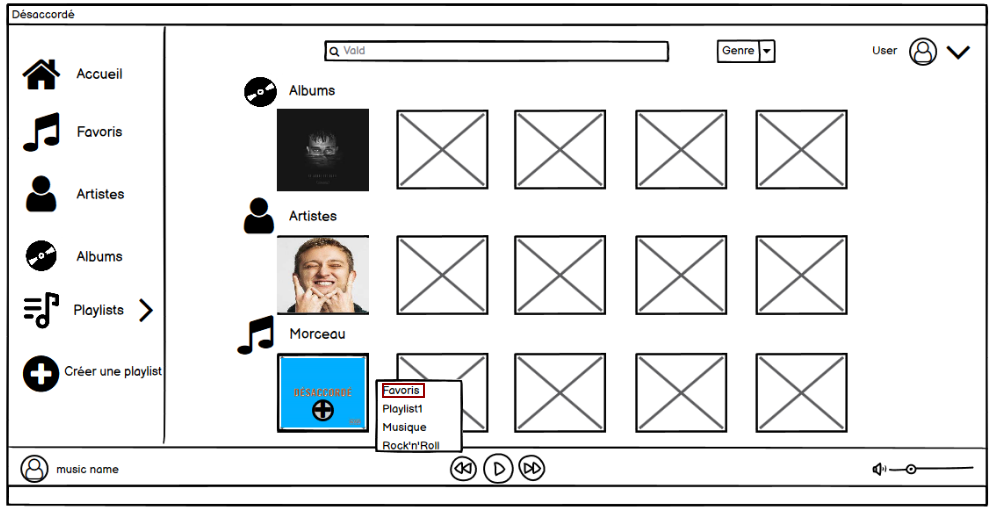 Désaccordé
Vald
Genre
User
Accueil
Favoris
Artistes
Albums
Playlists
Créer une playlist
Albums
Artistes
Morceau
DESACCORDE
Favoris
Playlist1
Musique
Rock'n'Roll
music name